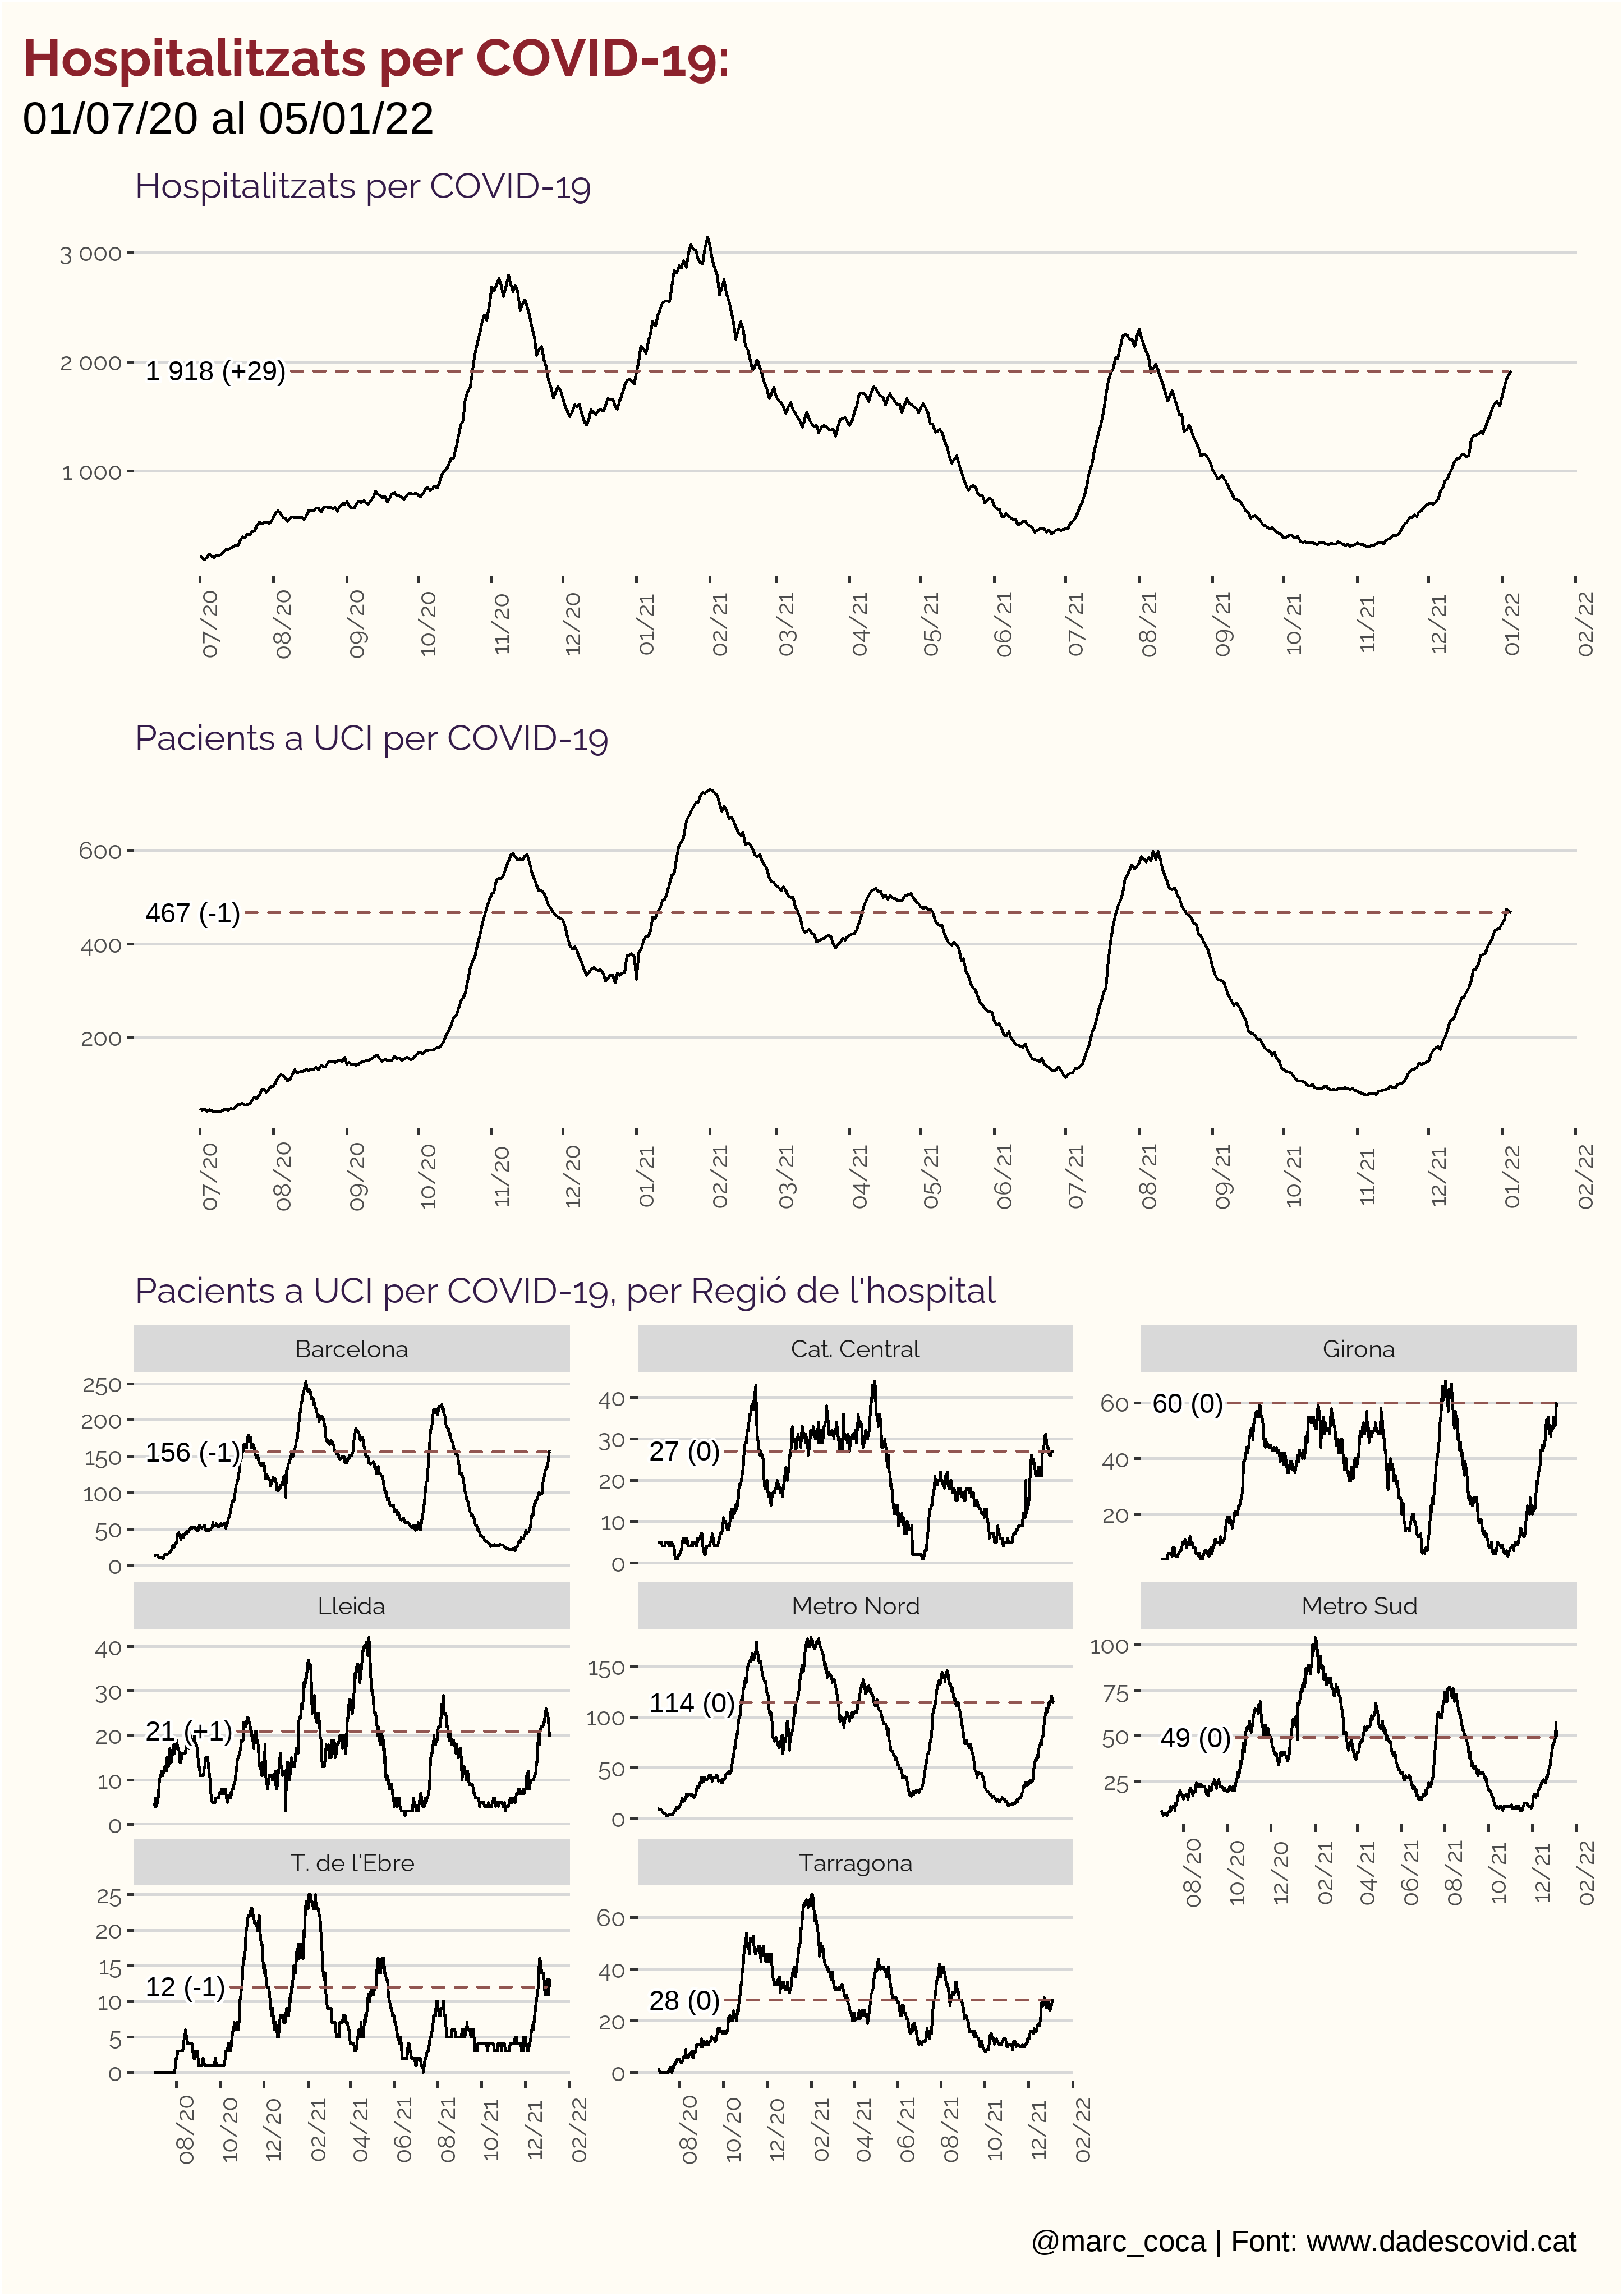 Hospitalitzats per COVID-19:
01/07/20 al 05/01/22
Hospitalitzats per COVID-19
3 000
2 000
1 918 (+29)
1 000
07/20 08/20 09/20 10/20 11/20 12/20 01/21 02/21 03/21 04/21 05/21 06/21 07/21 08/21 09/21 10/21 11/21 12/21 01/22 02/22
Pacients a UCI per COVID-19
600
467 (-1)
400
200
07/20 08/20 09/20 10/20 11/20 12/20 01/21 02/21 03/21 04/21 05/21 06/21 07/21 08/21 09/21 10/21 11/21 12/21 01/22 02/22
Pacients a UCI per COVID-19, per Regió de l'hospital
Barcelona
250
200
156 (-1)
150
100
50
0
Cat. Central
40
30
27 (0)
20
10
0
Girona
60
60 (0)
40
20
Lleida
40
30
21 (+1)
20
10
0
Metro Nord
150
114 (0)
100
50
0
Metro Sud
100
75
50
49 (0)
25
08/20 10/20 12/20 02/21 04/21 06/21 08/21 10/21 12/21 02/22
T. de l'Ebre
25
20
15
12 (-1)
10
5
0
08/20 10/20 12/20 02/21 04/21 06/21 08/21 10/21 12/21 02/22
Tarragona
60
40
28 (0)
20
0
08/20 10/20 12/20 02/21 04/21 06/21 08/21 10/21 12/21 02/22
@marc_coca | Font: www.dadescovid.cat